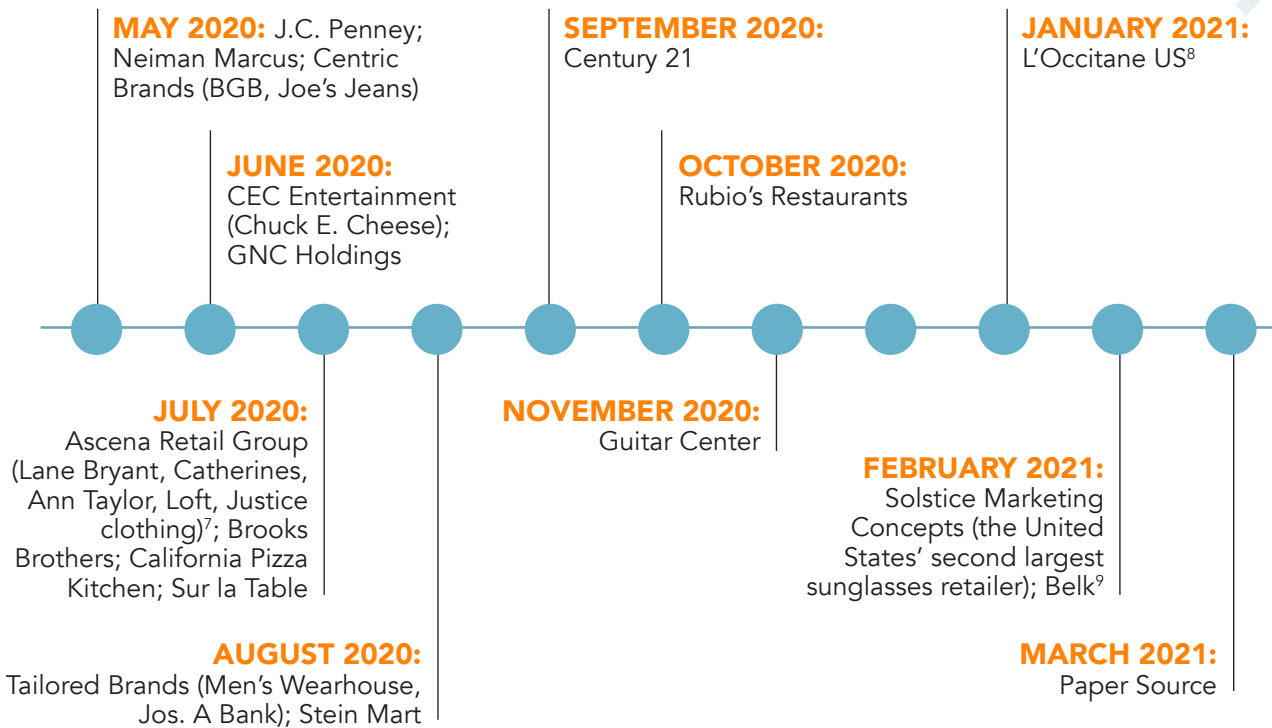 MAY 2020: J.C. Penney;
Neiman Marcus; Centric
Brands (BGB, Joe’s Jeans)
JUNE 2020:
CEC Entertainment
(Chuck E. Cheese);
GNC Holdings
SEPTEMBER 2020:
Century 21
OCTOBER 2020:
Rubio’s Restaurants
JANUARY 2021:
L’Occitane US⁸
JULY 2020:
Ascena Retail Group
(Lane Bryant, Catherines,
Ann Taylor, Loft, Justice
clothing)⁷; Brooks
Brothers; California Pizza
Kitchen; Sur la Table
AUGUST 2020:
Tailored Brands (Men’s Wearhouse,
Jos. A Bank); Stein Mart
NOVEMBER 2020:
Guitar Center
FEBRUARY 2021:
Solstice Marketing
Concepts (the United
States’ second largest
sunglasses retailer); Belk⁹
MARCH 2021:
Paper Source